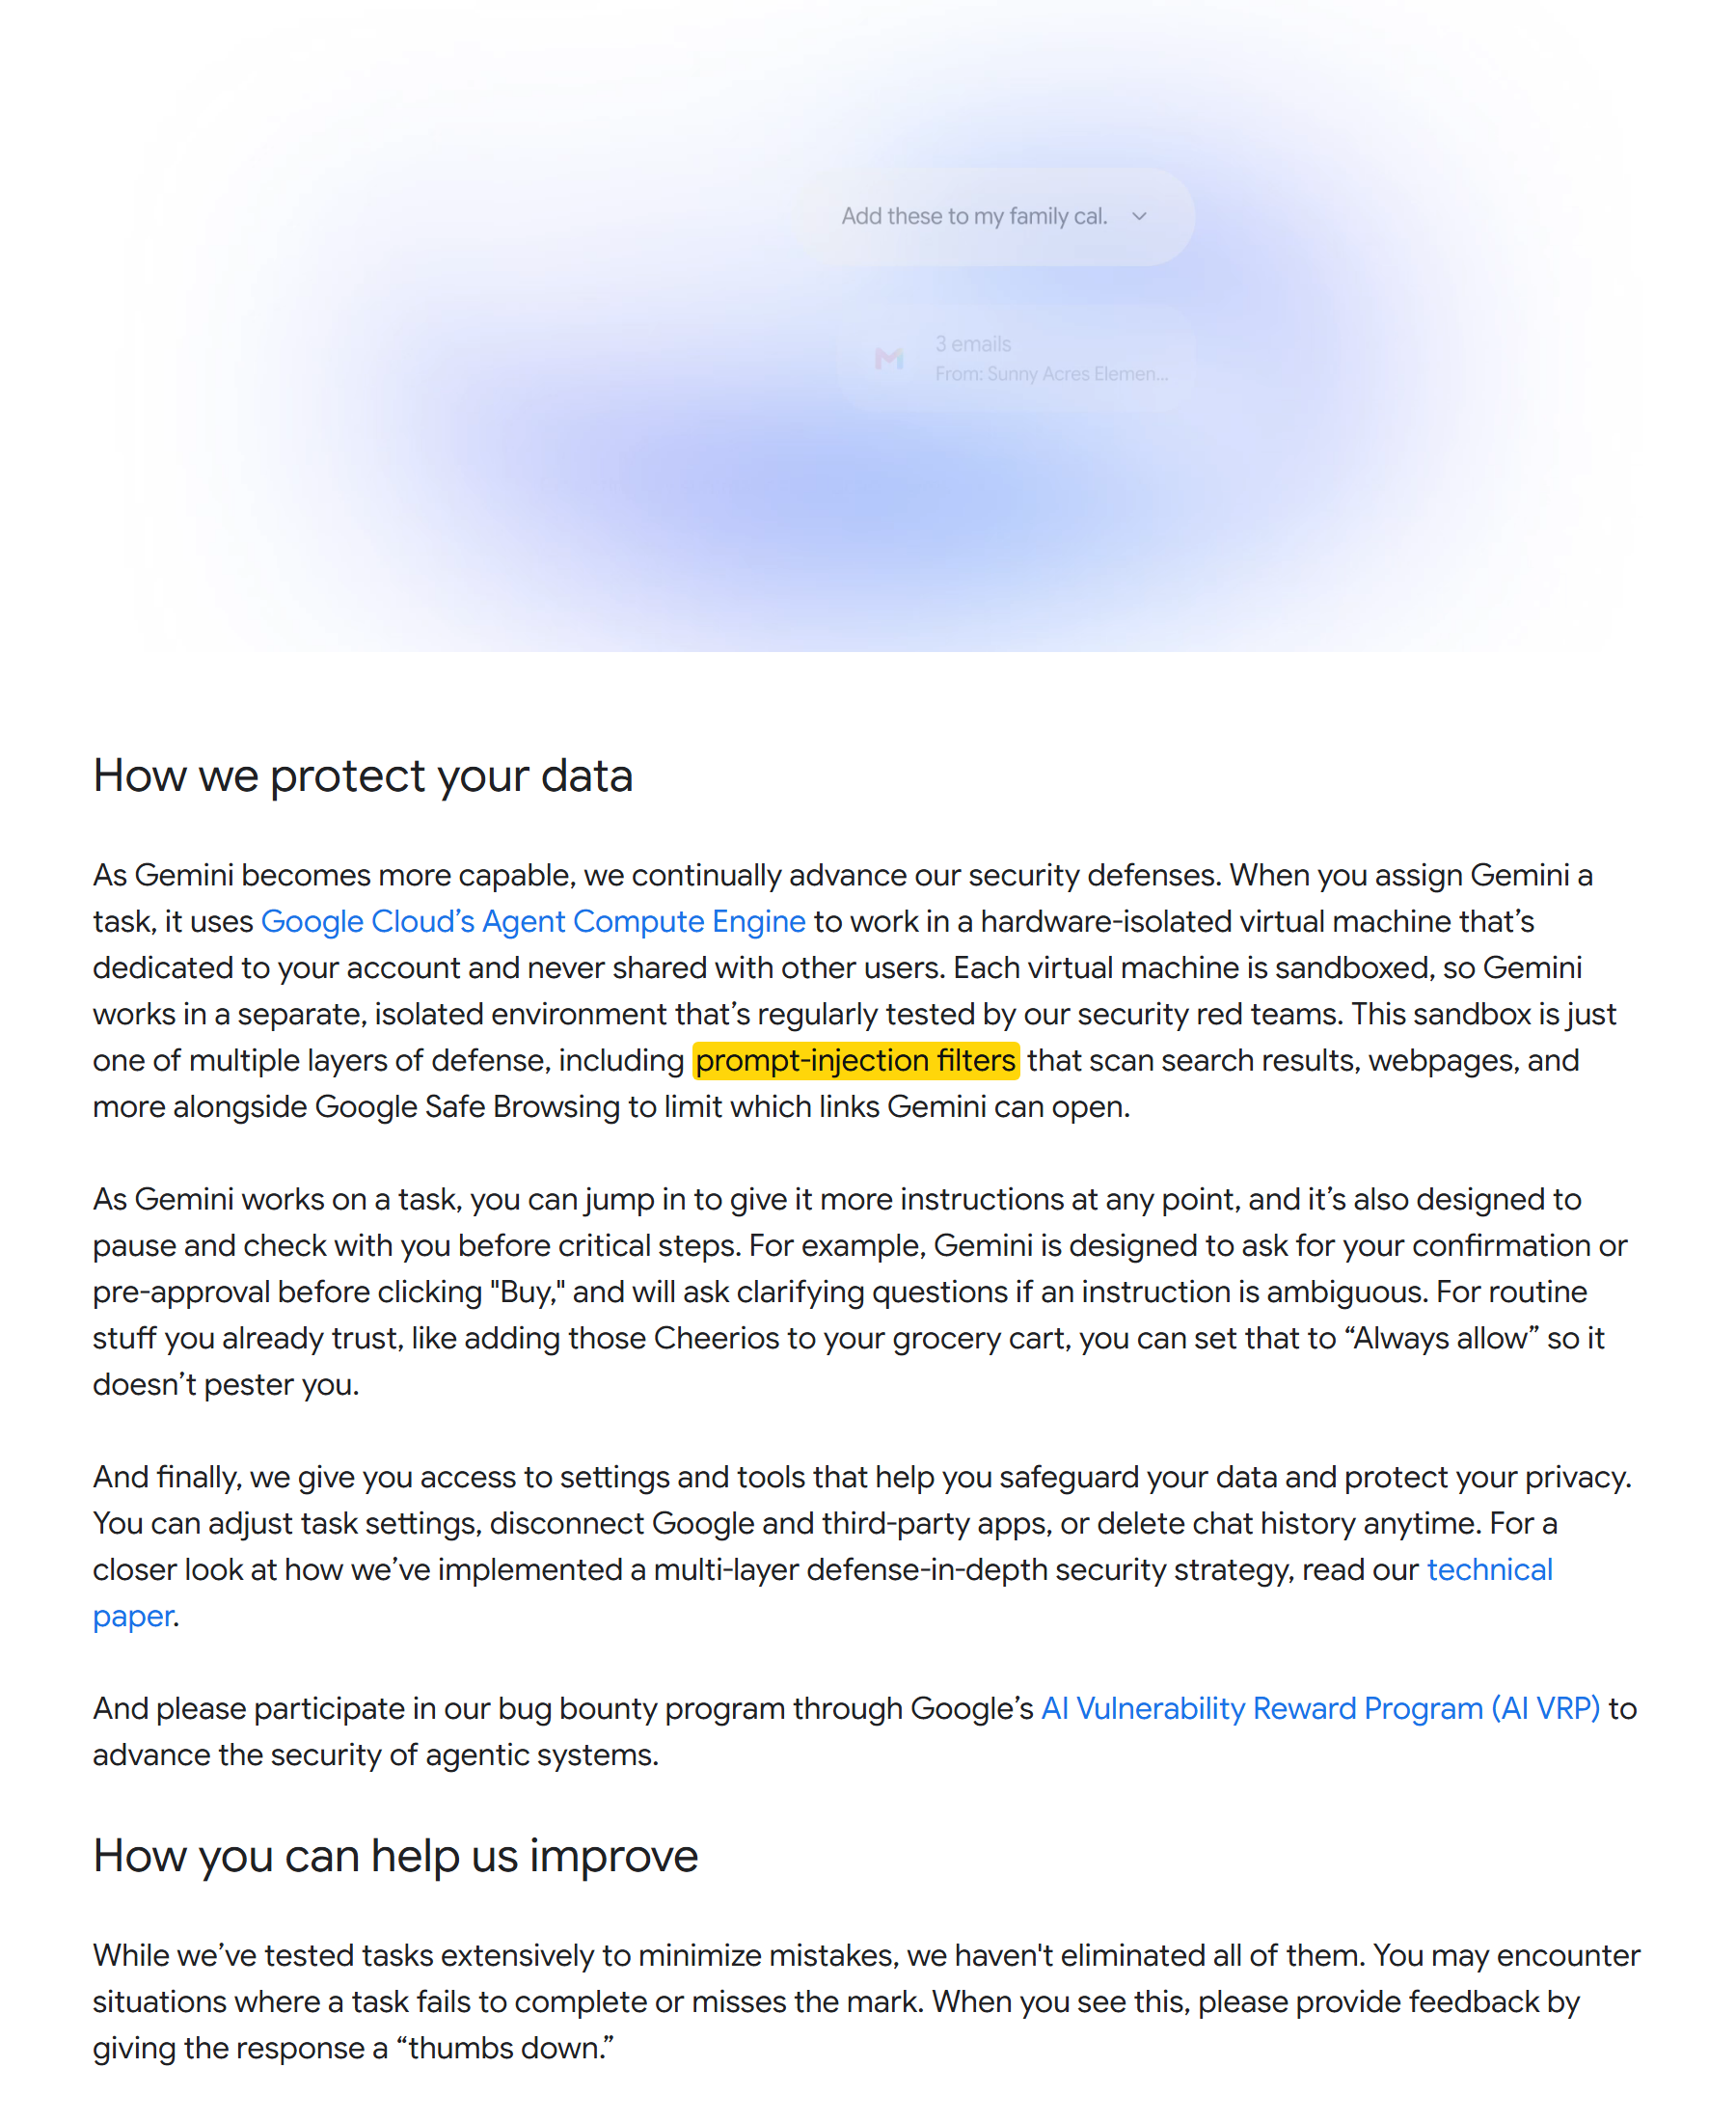 Add these to my family cal.
3 emails
From: Sunny Acres Elemen...
How we protect your data
As Gemini becomes more capable, we continually advance our security defenses. When you assign Gemini a
task, it uses Google Cloud’s Agent Compute Engine to work in a hardware-isolated virtual machine that’s
dedicated to your account and never shared with other users. Each virtual machine is sandboxed, so Gemini
works in a separate, isolated environment that’s regularly tested by our security red teams. This sandbox is just
one of multiple layers of defense, including prompt-injection filters that scan search results, webpages, and
more alongside Google Safe Browsing to limit which links Gemini can open.
As Gemini works on a task, you can jump in to give it more instructions at any point, and it’s also designed to
pause and check with you before critical steps. For example, Gemini is designed to ask for your confirmation or
pre-approval before clicking "Buy," and will ask clarifying questions if an instruction is ambiguous. For routine
stuff you already trust, like adding those Cheerios to your grocery cart, you can set that to “Always allow” so it
doesn’t pester you.
And finally, we give you access to settings and tools that help you safeguard your data and protect your privacy.
You can adjust task settings, disconnect Google and third-party apps, or delete chat history anytime. For a
closer look at how we’ve implemented a multi-layer defense-in-depth security strategy, read our technical
paper.
And please participate in our bug bounty program through Google’s AI Vulnerability Reward Program (AI VRP) to
advance the security of agentic systems.
How you can help us improve
While we’ve tested tasks extensively to minimize mistakes, we haven't eliminated all of them. You may encounter
situations where a task fails to complete or misses the mark. When you see this, please provide feedback by
giving the response a “thumbs down.”